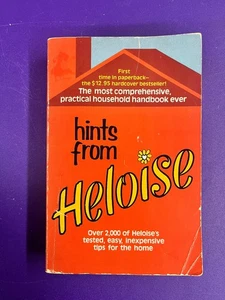 First
time in paperback—
the $12.95 hardcover bestseller!
The most comprehensive,
practical household handbook ever
hints
from
Heloise
Over 2,000 of Heloise's
tested, easy, inexpensive
tips for the home